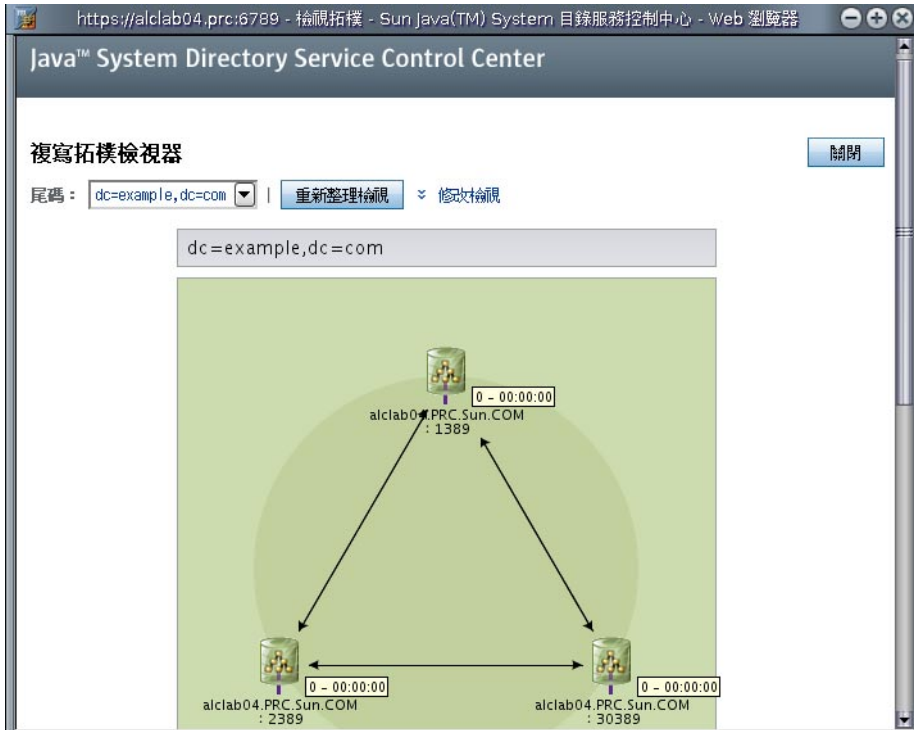 https://alclab04.prc:6789 - 檢視拓樸 - Sun Java(TM) System 目錄服務控制中心 - Web 瀏覽器
Java™ System Directory Service Control Center
複寫拓樸檢視器
關閉
尾碼： dc=example,dc=com | 重新整理檢視 修改檢視
dc=example,dc=com
0 - 00:00:00
alclab04.PRC.Sun.COM
: 1389
0 - 00:00:00
alclab04.PRC.Sun.COM
: 2389
0 - 00:00:00
alclab04.PRC.Sun.COM
: 30389